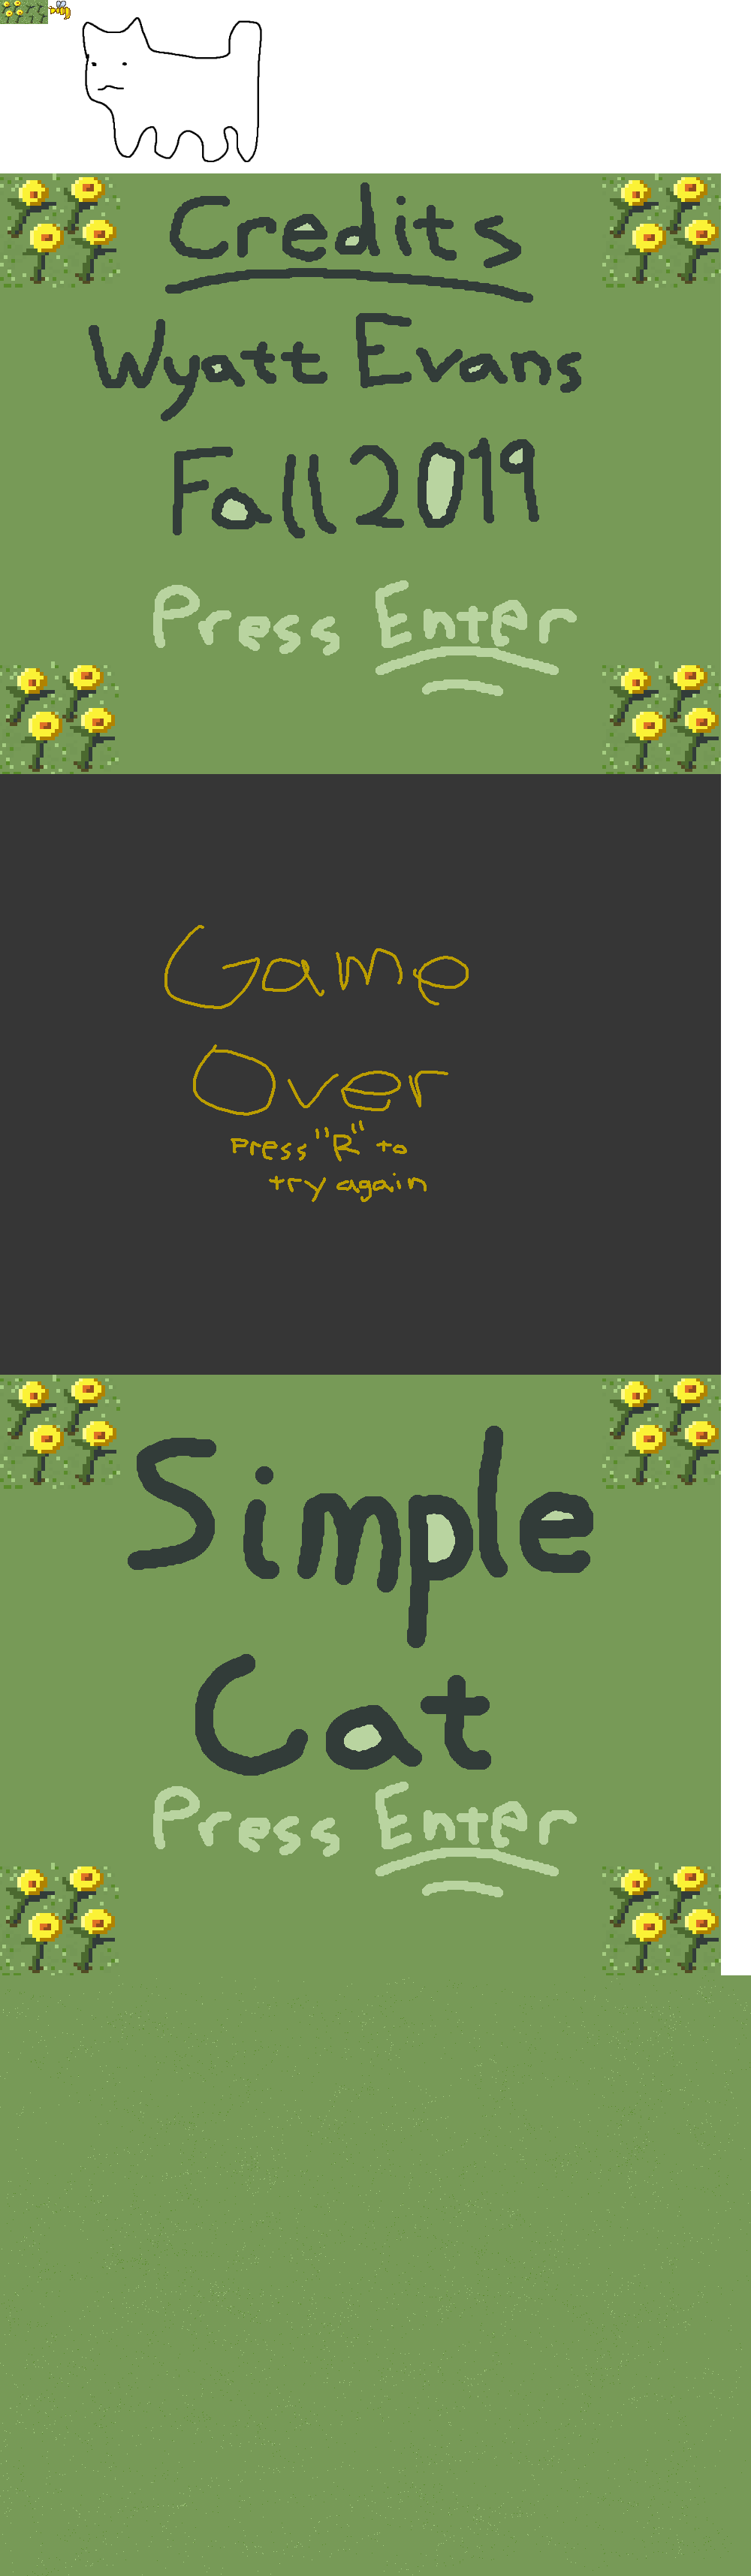 Credits
Wyatt Evans
Fall 2019
Press Enter
Game
Over
press "R" to
try again
Simple
Cat
Press Enter